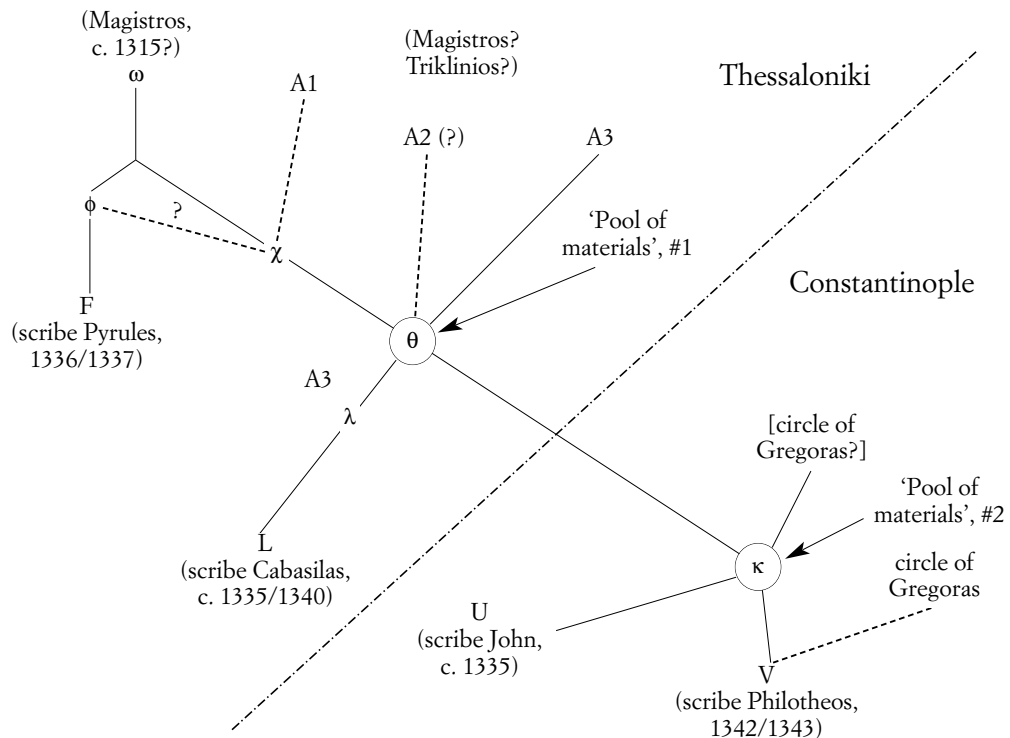 (Magistros,
c. 1315?)
ω
A1
(Magistros?
Triklinios?)
Thessaloniki
A2 (?)
A3
φ
?
χ
‘Pool of
materials’, #1
Constantinople
F
(scribe Pyrules,
1336/1337)
θ
A3
λ
[circle of
Gregoras?]
‘Pool of
materials’, #2
L
(scribe Cabasilas,
c. 1335/1340)
κ
circle of
Gregoras
U
(scribe John,
c. 1335)
V
(scribe Philotheos,
1342/1343)